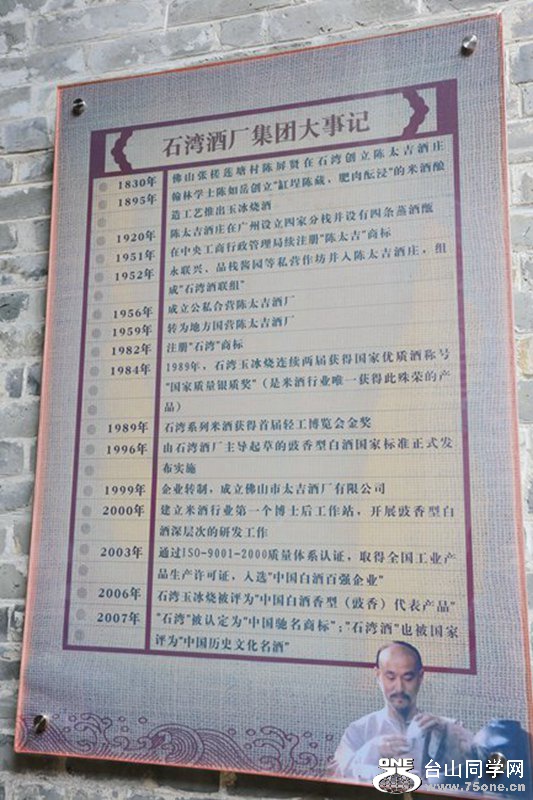 石湾酒厂集团大事记
1830年 佛山张槎莲塘村陈屏贤在石湾创立陈太吉酒庄
1895年 翰林学士陈如岳创立"缸埕陈藏、肥肉酝浸"的米酒酿
造工艺推出玉冰烧酒
1920年 陈太吉酒庄在广州设立四家分栈并设有四条蒸酒甑
1951年 在中央工商行政管理局续注册"陈太吉"商标
1952年 永联兴、品栈酱园等私营作坊并入陈太吉酒庄，组
成"石湾酒联组"
1956年 成立公私合营陈太吉酒厂
1959年 转为地方国营陈太吉酒厂
1982年 注册"石湾"商标
1984年 1989年，石湾玉冰烧连续两届获得国家优质酒称号
"国家质量银质奖"（是米酒行业唯一获得此殊荣的产
品）
1989年 石湾系列米酒获得首届轻工博览会金奖
1996年 由石湾酒厂主导起草的豉香型白酒国家标准正式发
布实施
1999年 企业转制，成立佛山市太吉酒厂有限公司
2000年 建立米酒行业第一个博士后工作站，开展豉香型白
酒深层次的研发工作
2003年 通过ISO-9001-2000质量体系认证，取得全国工业产
品生产许可证，入选"中国白酒百强企业"
2006年 石湾玉冰烧被评为"中国白酒香型（豉香）代表产品"
2007年 "石湾"被认定为"中国驰名商标"；"石湾酒"也被国家
评为"中国历史文化名酒"
ONE 台山同学网
www.75one.cn